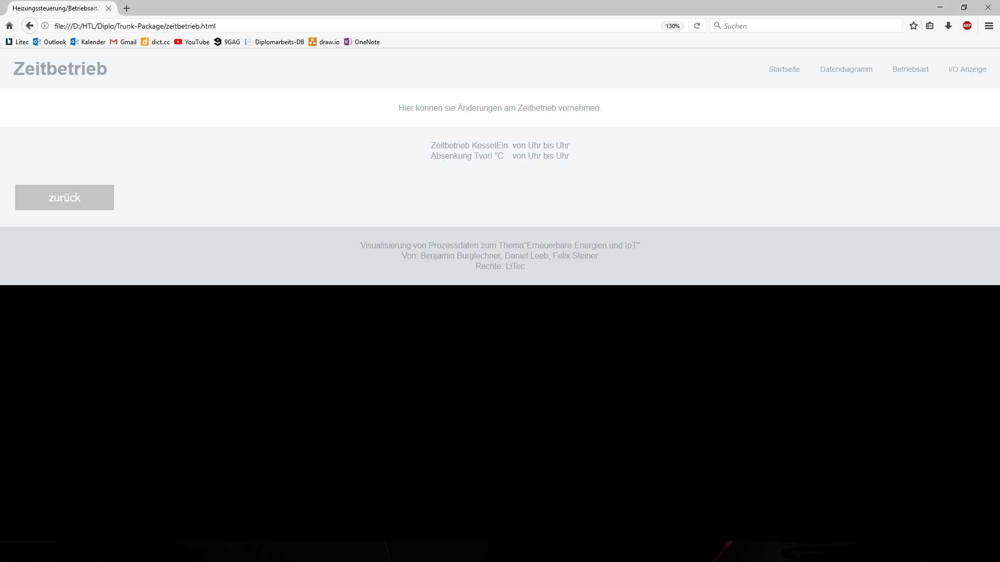 Heizungssteuerung/Betriebsart/
file:///D:/HTL/Diplo/Trunk-Package/zeitbetrieb.html
130%
Suchen
ABP
Litec
Outlook
Kalender
Gmail
dict.cc
YouTube
9GAG
Diplomarbeits-DB
draw.io
OneNote
Zeitbetrieb
Startseite
Datendiagramm
Betriebsart
I/O Anzeige
Hier können sie Änderungen am Zeitbetrieb vornehmen.
Zeitbetrieb KesselEin von Uhr bis Uhr
Absenkung Tvorl °C von Uhr bis Uhr
zurück
Visualisierung von Prozessdaten zum Thema"Erneuerbare Energien und IoT"
Von: Benjamin Burglechner, Daniel Leeb, Felix Steiner
Rechte: LiTec